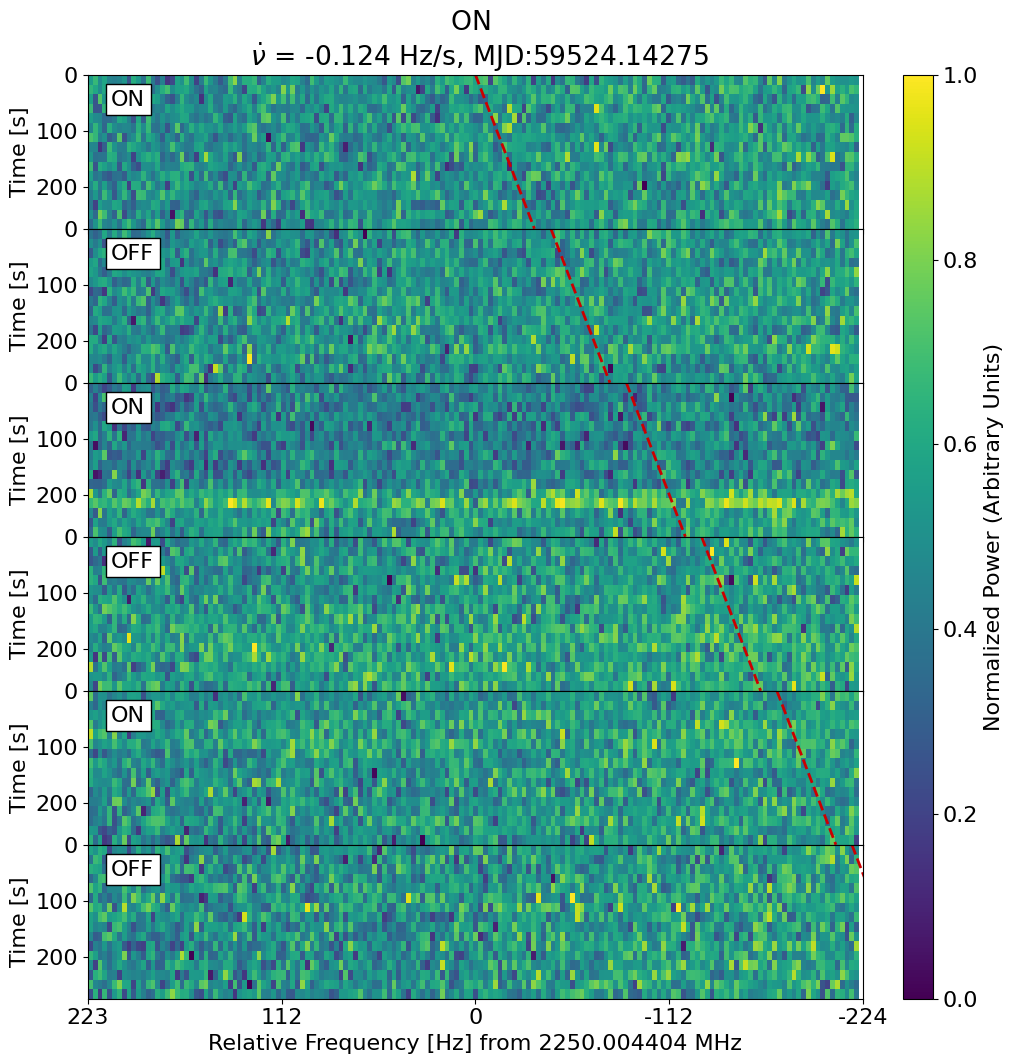 ON
ν̇ = -0.124 Hz/s, MJD:59524.14275
0
100
200
Time [s]
ON
0
100
200
Time [s]
OFF
0
100
200
Time [s]
ON
0
100
200
Time [s]
OFF
0
100
200
Time [s]
ON
0
100
200
Time [s]
OFF
223
112
0
-112
-224
Relative Frequency [Hz] from 2250.004404 MHz
1.0
0.8
0.6
0.4
0.2
0.0
Normalized Power (Arbitrary Units)